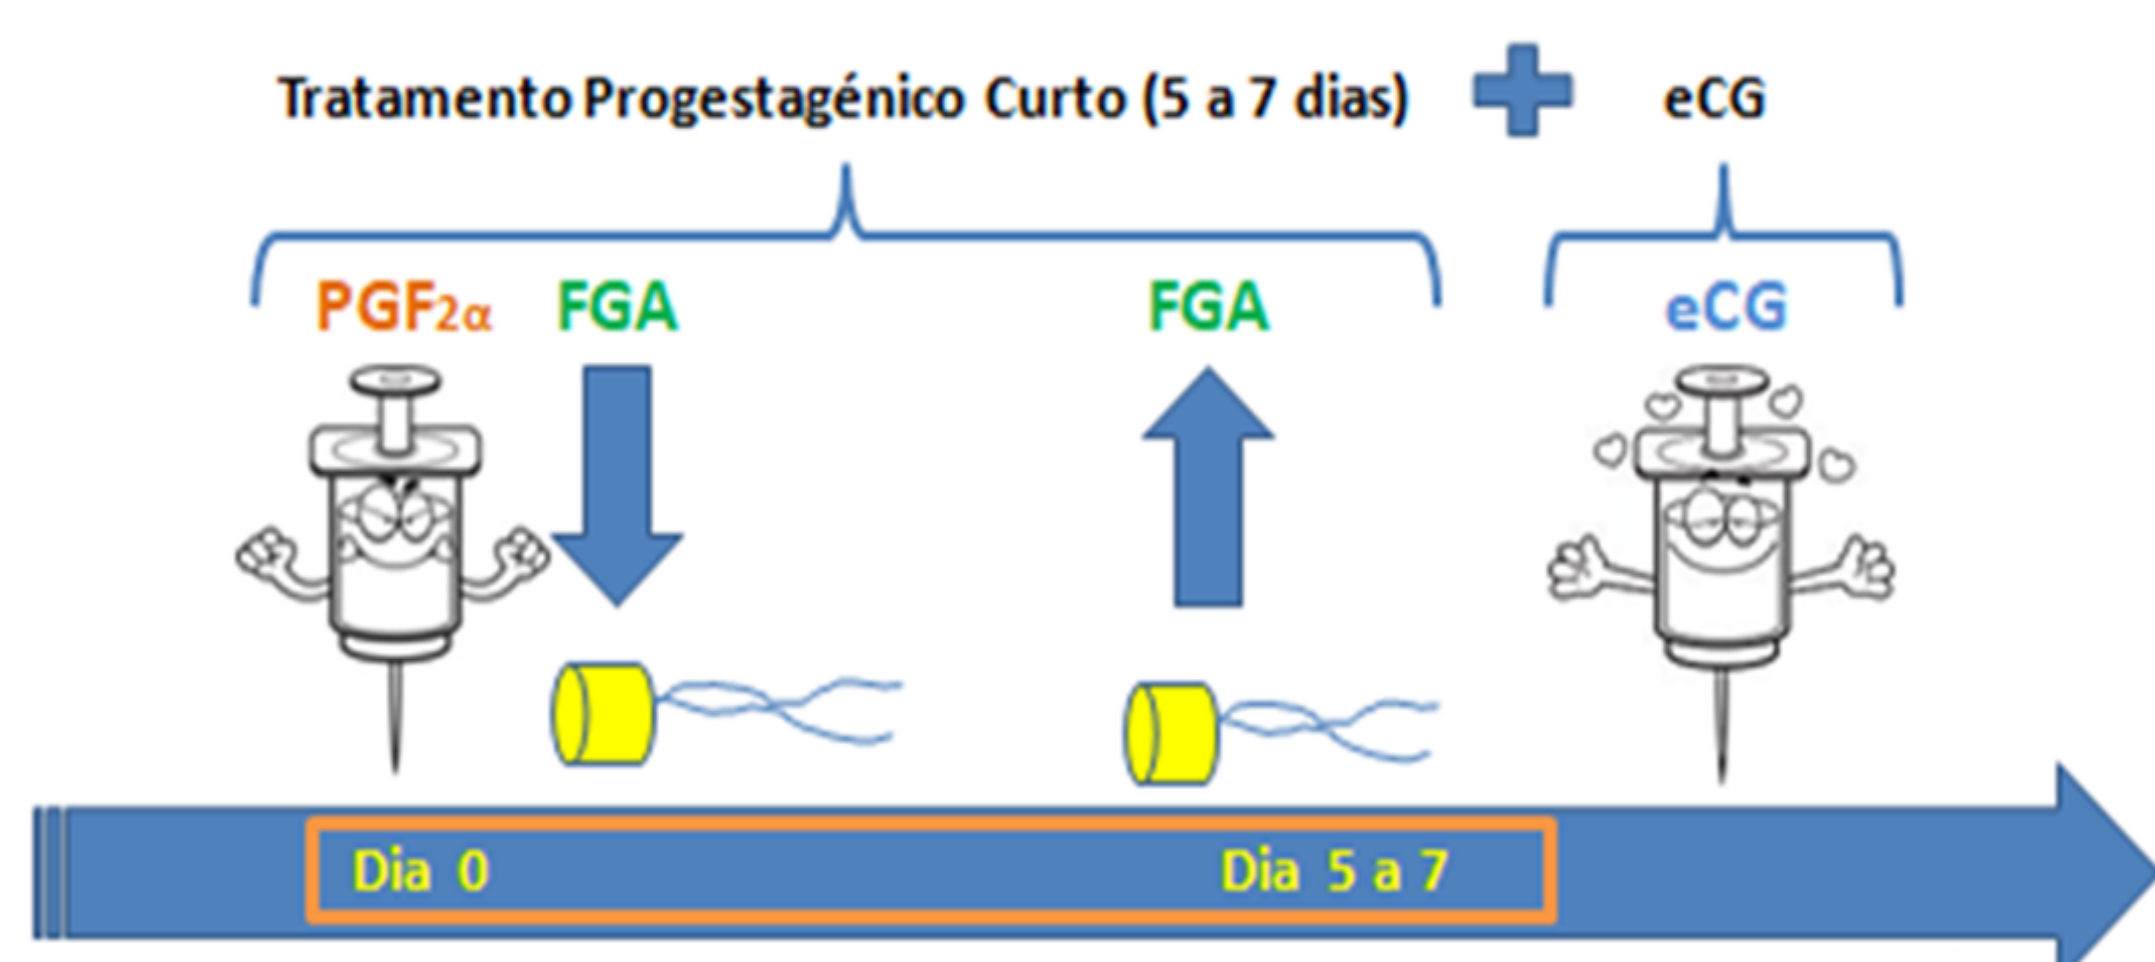 Tratamento Progestagénico Curto (5 a 7 dias) eCG
PGF2α FGA FGA eCG
Dia 0 Dia 5 a 7